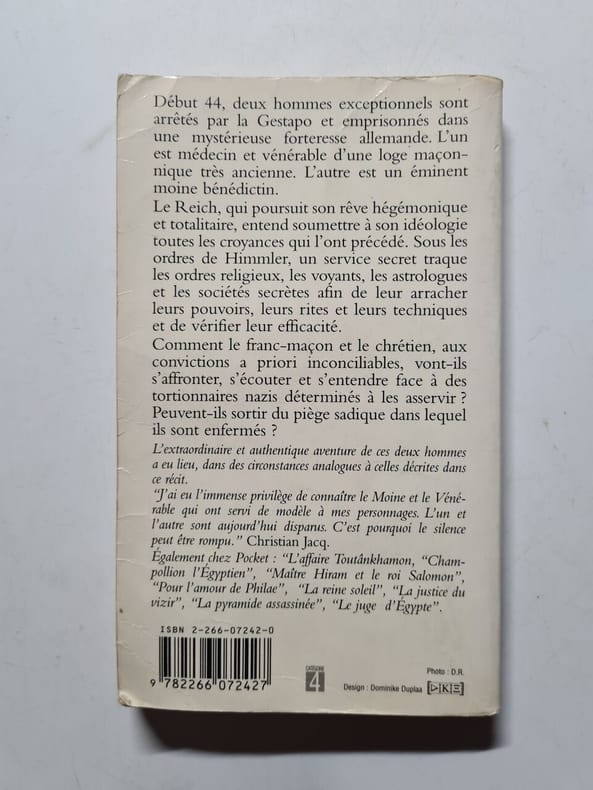 Début 44, deux hommes exceptionnels sont
arrêtés par la Gestapo et emprisonnés dans
une mystérieuse forteresse allemande. L'un
est médecin et vénérable d'une loge maçon-
nique très ancienne. L'autre est un éminent
moine bénédictin.
Le Reich, qui poursuit son rêve hégémonique
et totalitaire, entend soumettre à son idéologie
toutes les croyances qui l'ont précédé. Sous les
ordres de Himmler, un service secret traque
les ordres religieux, les voyants, les astrologues
et les sociétés secrètes afin de leur arracher
leurs pouvoirs, leurs rites et leurs techniques
et de vérifier leur efficacité.
Comment le franc-maçon et le chrétien, aux
convictions a priori inconciliables, vont-ils
s'affronter, s'écouter et s'entendre face à des
tortionnaires nazis déterminés à les asservir ?
Peuvent-ils sortir du piège sadique dans lequel
ils sont enfermés ?
L'extraordinaire et authentique aventure de ces deux hommes
a eu lieu, dans des circonstances analogues à celles décrites dans
ce récit.
“J'ai eu l'immense privilège de connaître le Moine et le Véné-
rable qui ont servi de modèle à mes personnages. L'un et
l'autre sont aujourd'hui disparus. C'est pourquoi le silence
peut être rompu.” Christian Jacq.
Également chez Pocket : “L'affaire Toutânkhamon, “Cham-
pollion l'Égyptien”, “Maître Hiram et le roi Salomon”,
“Pour l'amour de Philae”, “La reine soleil”, “La justice du
vizir”, “La pyramide assassinée”, “Le juge d'Égypte”.
ISBN 2-266-07242-0
9 782266 072427
CATÉGORIE
4
Photo : D.R.
Design : Dominike Duplaa